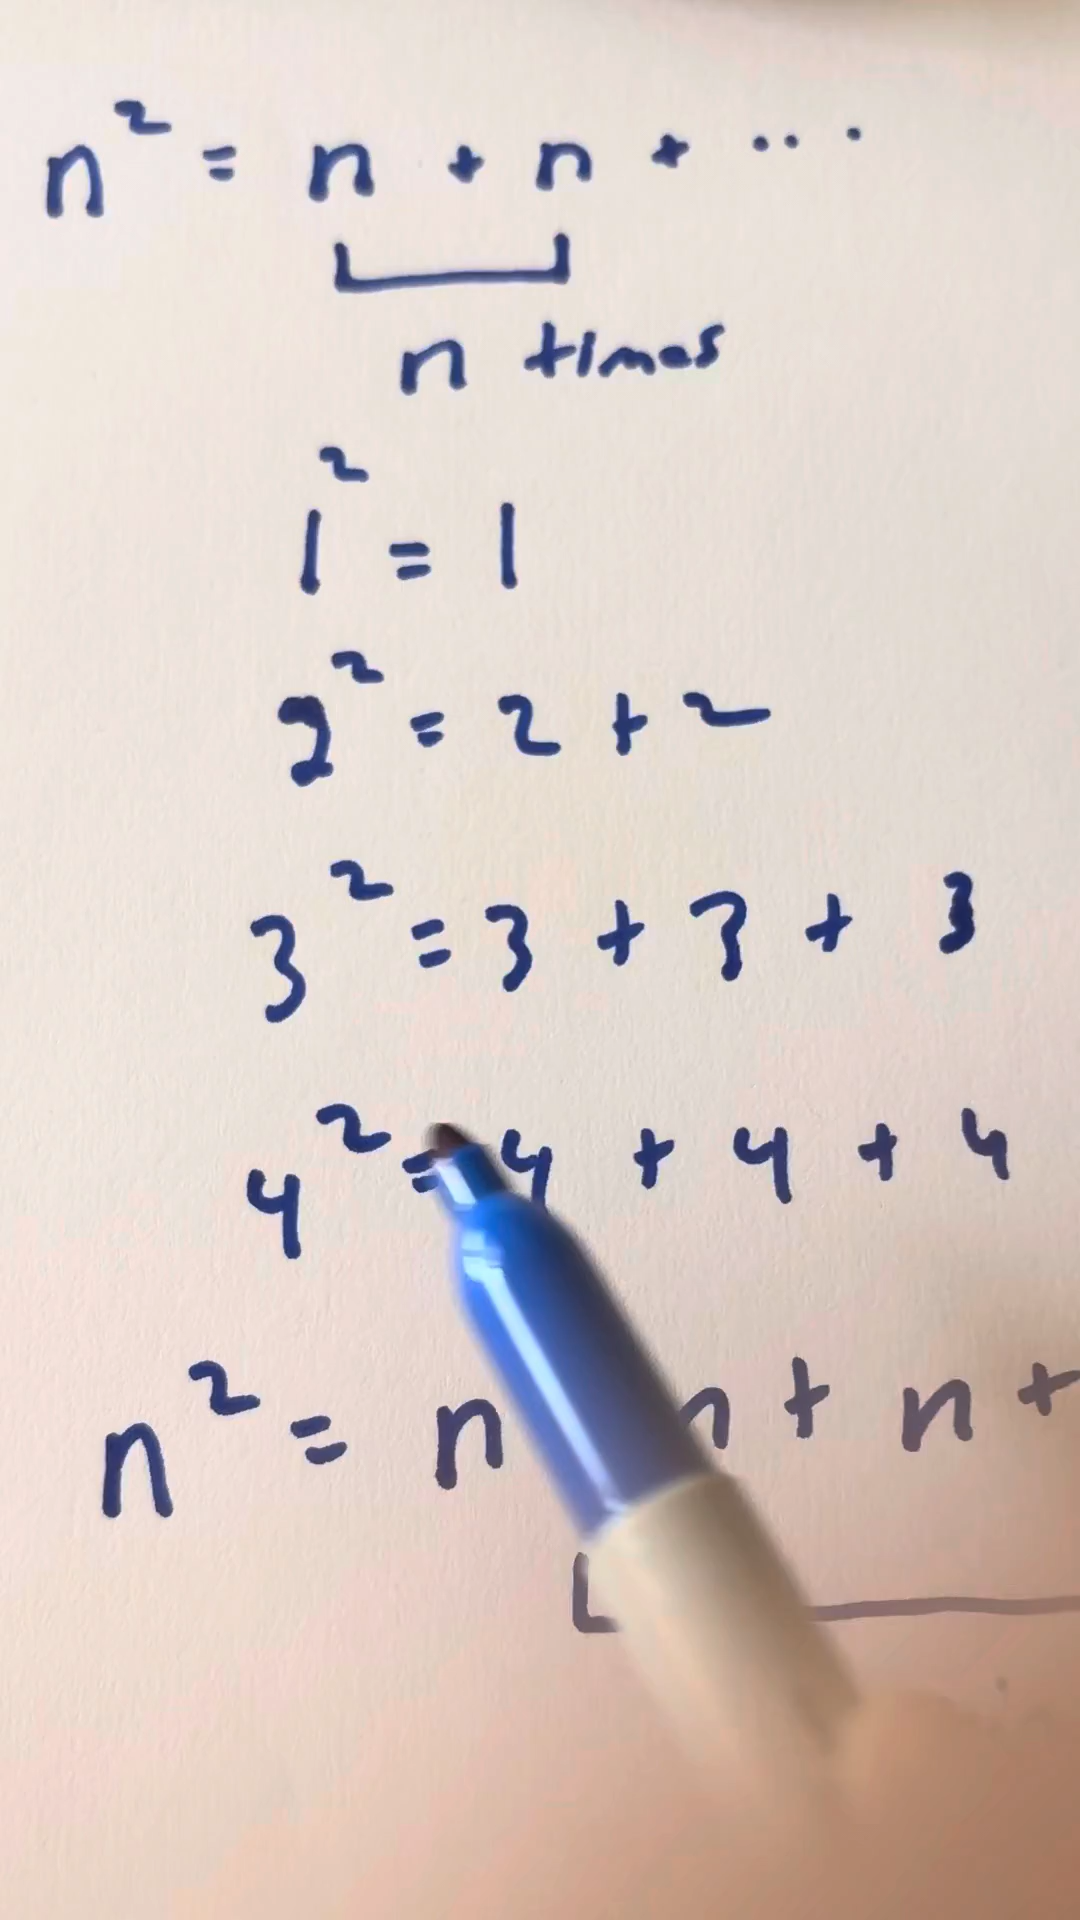 n² = n + n + ...
n times
1² = 1
2² = 2 + 2
3² = 3 + 3 + 3
4² = 4 + 4 + 4
n² = n n + n +